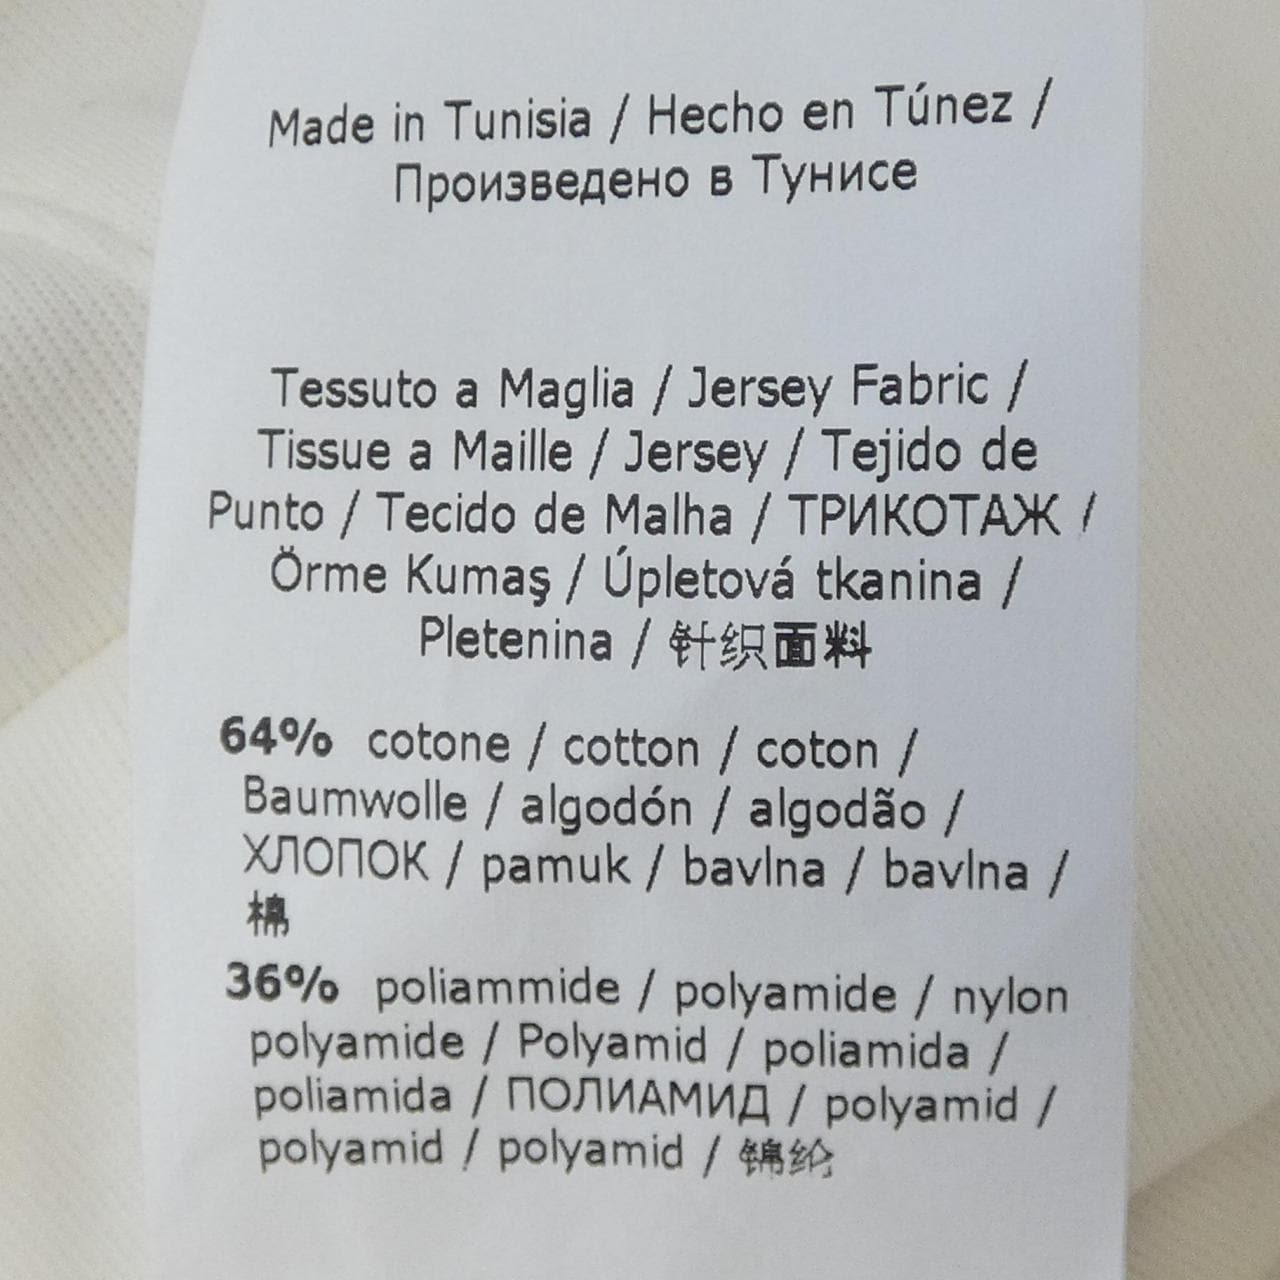 Made in Tunisia / Hecho en Túnez /
Произведено в Тунисе
Tessuto a Maglia / Jersey Fabric /
Tissue a Maille / Jersey / Tejido de
Punto / Tecido de Malha / ТРИКОТАЖ /
Örme Kumaş / Úpletová tkanina /
Pletenina / 针织面料
64% cotone / cotton / coton /
Baumwolle / algodón / algodão /
ХЛОПОК / pamuk / bavlna / bavlna /
棉
36% poliammide / polyamide / nylon
polyamide / Polyamid / poliamida /
poliamida / ПОЛИАМИД / polyamid /
polyamid / polyamid / 锦纶